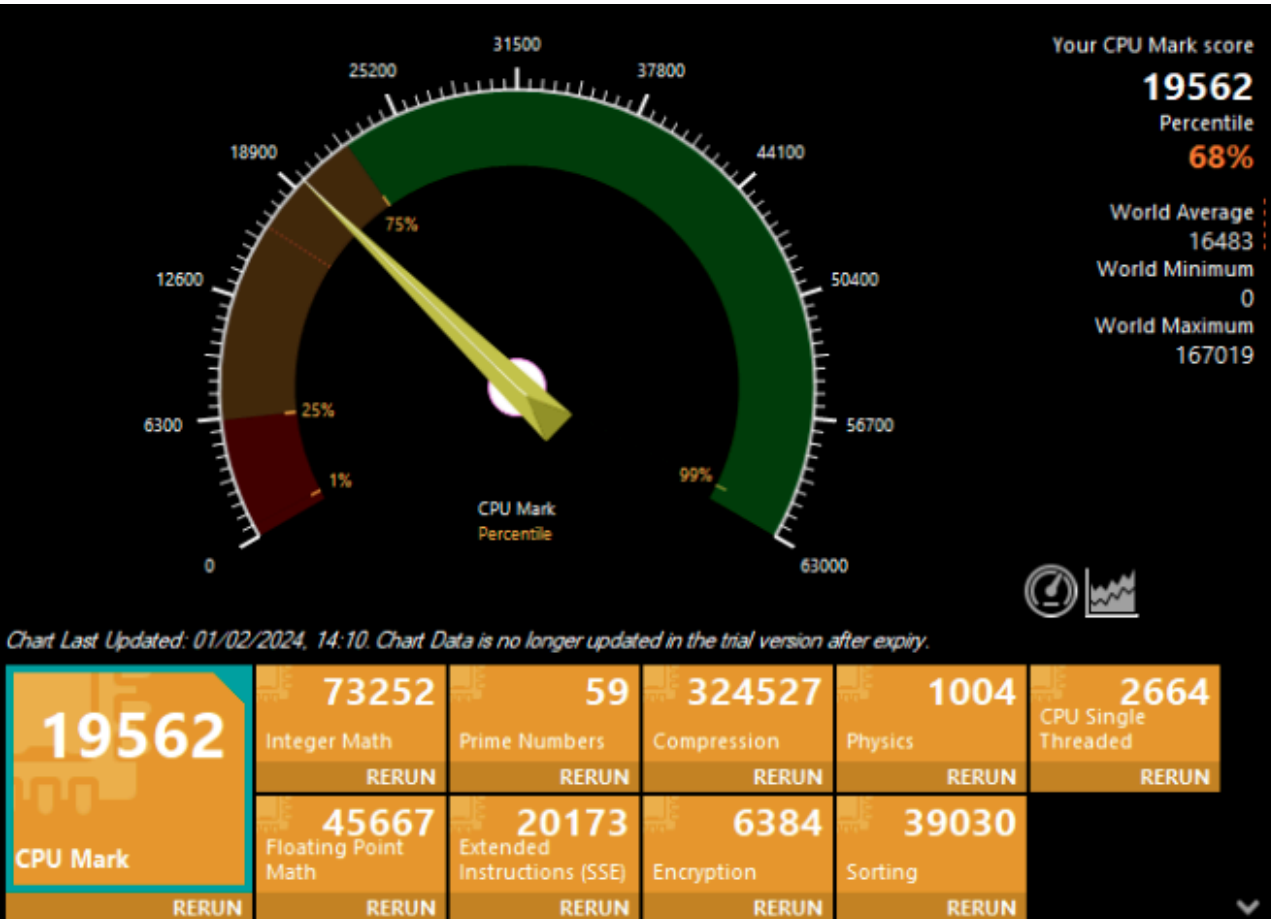 31500
25200
37800
18900
44100
75%
12600
50400
25%
6300
56700
1%
99%
CPU Mark
Percentile
0
63000
Your CPU Mark score
19562
Percentile
68%
World Average
16483
World Minimum
0
World Maximum
167019
Chart Last Updated: 01/02/2024, 14:10. Chart Data is no longer updated in the trial version after expiry.
19562
CPU Mark
RERUN
73252
Integer Math
RERUN
59
Prime Numbers
RERUN
324527
Compression
RERUN
1004
Physics
RERUN
2664
CPU Single
Threaded
RERUN
45667
Floating Point
Math
RERUN
20173
Extended
Instructions (SSE)
RERUN
6384
Encryption
RERUN
39030
Sorting
RERUN